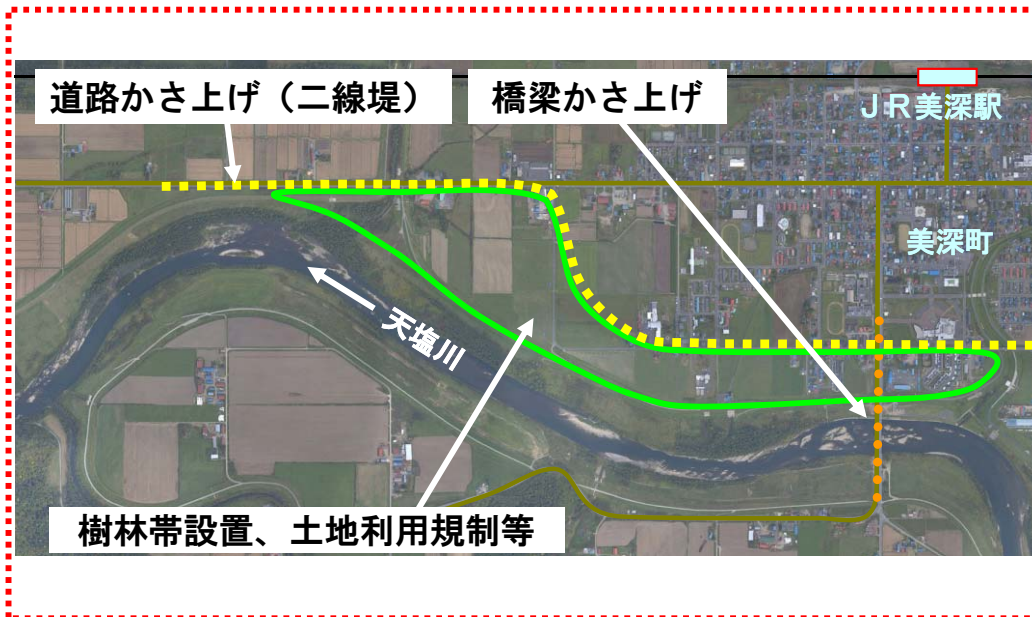 道路かさ上げ（二線堤）
橋梁かさ上げ
ＪＲ美深駅
美深町
天塩川
樹林帯設置、土地利用規制等